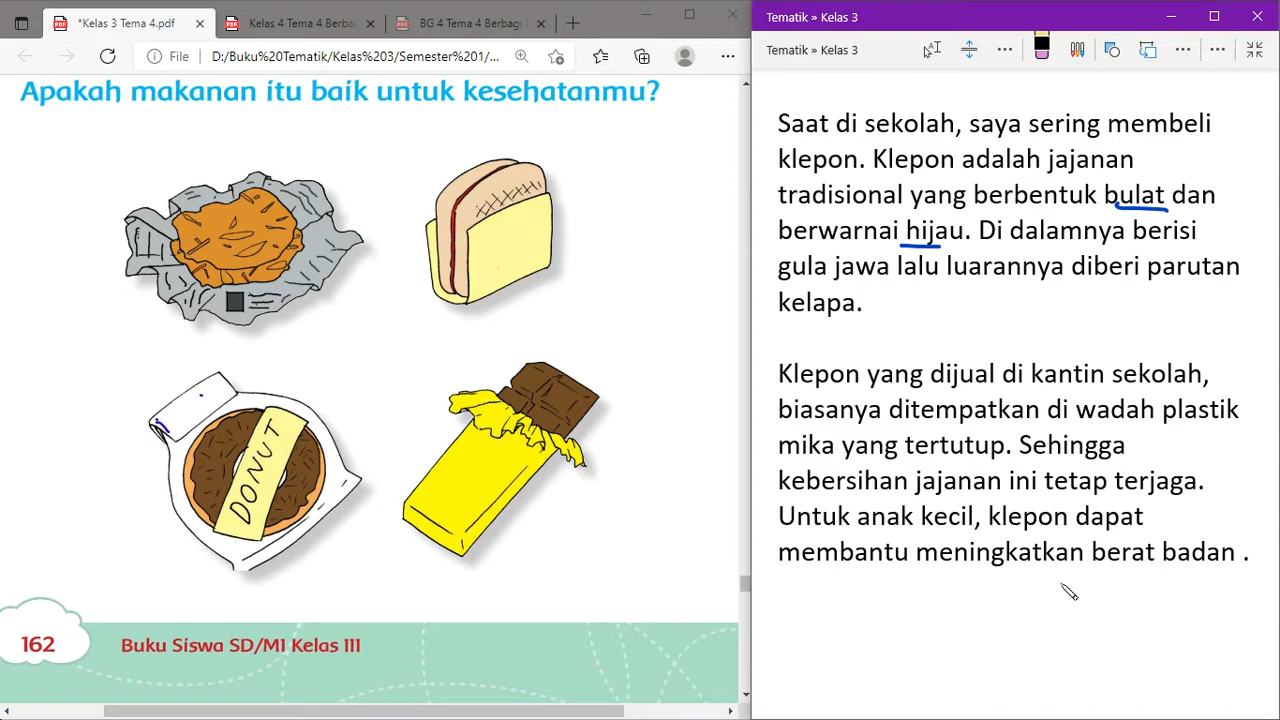 *Kelas 3 Tema 4.pdf
Kelas 4 Tema 4 Berba
BG 4 Tema 4 Berbagi
File
D:/Buku%20Tematik/Kelas%203/Semester%201/...
Apakah makanan itu baik untuk kesehatanmu?
DONUT
162
Buku Siswa SD/MI Kelas III
Tematik » Kelas 3
Tematik » Kelas 3
Saat di sekolah, saya sering membeli
klepon. Klepon adalah jajanan
tradisional yang berbentuk bulat dan
berwarnai hijau. Di dalamnya berisi
gula jawa lalu luarannya diberi parutan
kelapa.
Klepon yang dijual di kantin sekolah,
biasanya ditempatkan di wadah plastik
mika yang tertutup. Sehingga
kebersihan jajanan ini tetap terjaga.
Untuk anak kecil, klepon dapat
membantu meningkatkan berat badan .